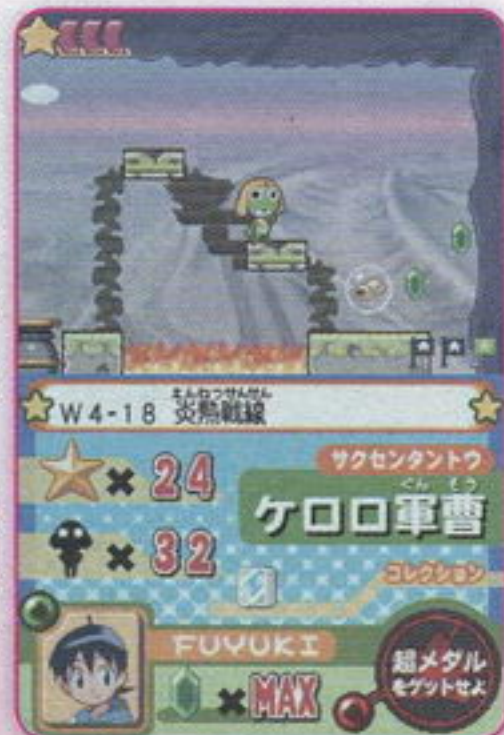 PP
えんねつせんせん
W4-18 炎熱戦線
×24
サクセンタントウ
ぐんそう
ケロロ軍曹
×32
コレクション
FUYUKI
×MAX
超メダル
をゲットせよ